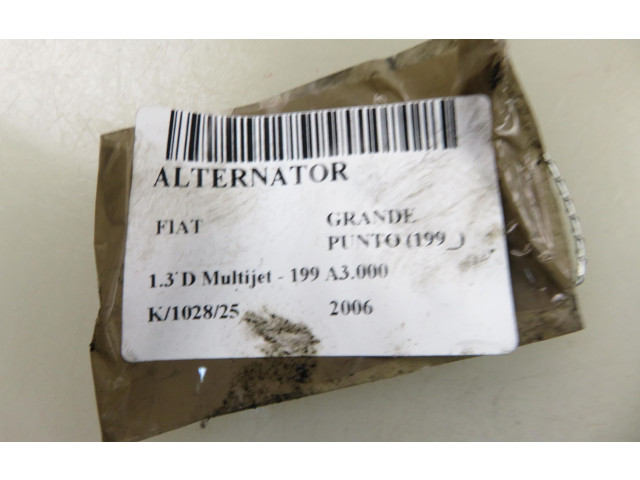 ALTERNATOR
FIAT GRANDE
PUNTO (199_)
1.3 D Multijet - 199 A3.000
K/1028/25 2006